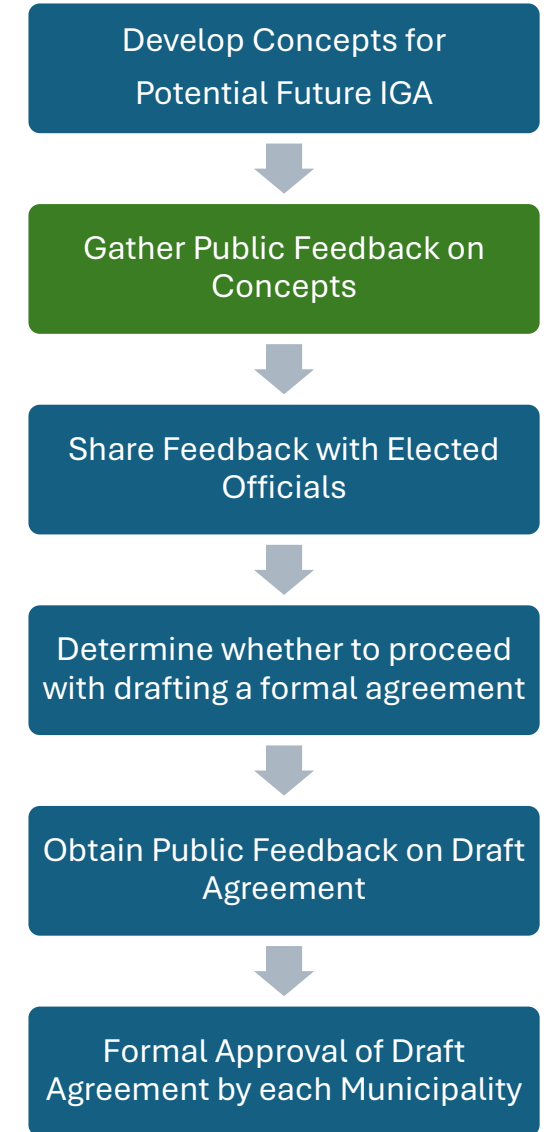 Develop Concepts for
Potential Future IGA
Gather Public Feedback on
Concepts
Share Feedback with Elected
Officials
Determine whether to proceed
with drafting a formal agreement
Obtain Public Feedback on Draft
Agreement
Formal Approval of Draft
Agreement by each Municipality